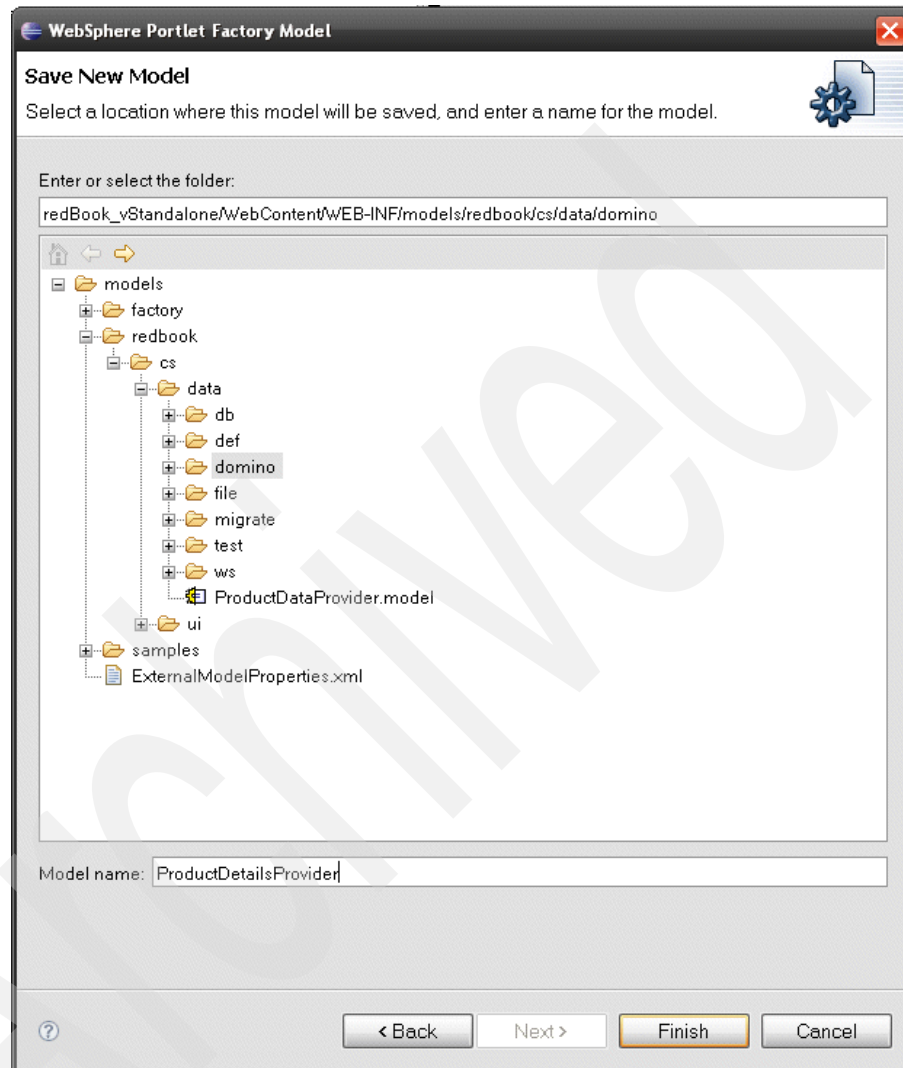 WebSphere Portlet Factory Model
Save New Model
Select a location where this model will be saved, and enter a name for the model.
Enter or select the folder:
redBook_vStandalone/WebContent/WEB-INF/models/redbook/cs/data/domino
models
factory
redbook
cs
data
db
def
domino
file
migrate
test
ws
ProductDataProvider.model
ui
samples
ExternalModelProperties.xml
Model name: ProductDetailsProvider
? < Back Next > Finish Cancel
Archived